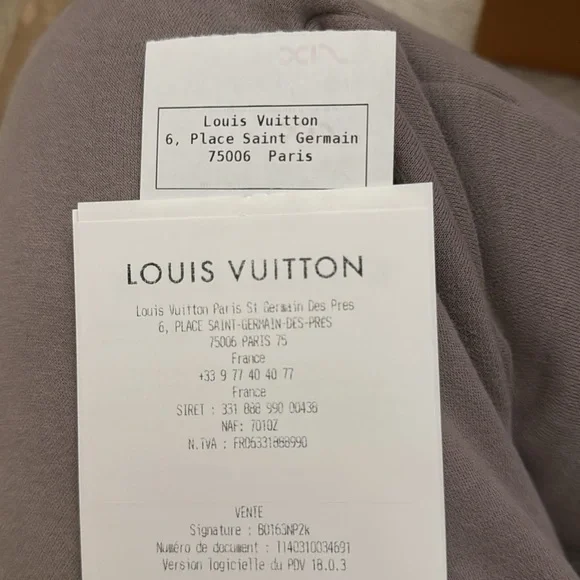 Louis Vuitton
6, Place Saint Germain
75006 Paris
LOUIS VUITTON
Louis Vuitton Paris St Germain Des Pres
6, PLACE SAINT-GERMAIN-DES-PRES
75006 PARIS 75
France
+33 9 77 40 40 77
France
SIRET : 331 888 990 00438
NAF: 7010Z
N.TVA : FR06331888990
VENTE
Signature : B0163NP2k
Numéro de document : 1140310034691
Version logicielle du PDV 18.0.3